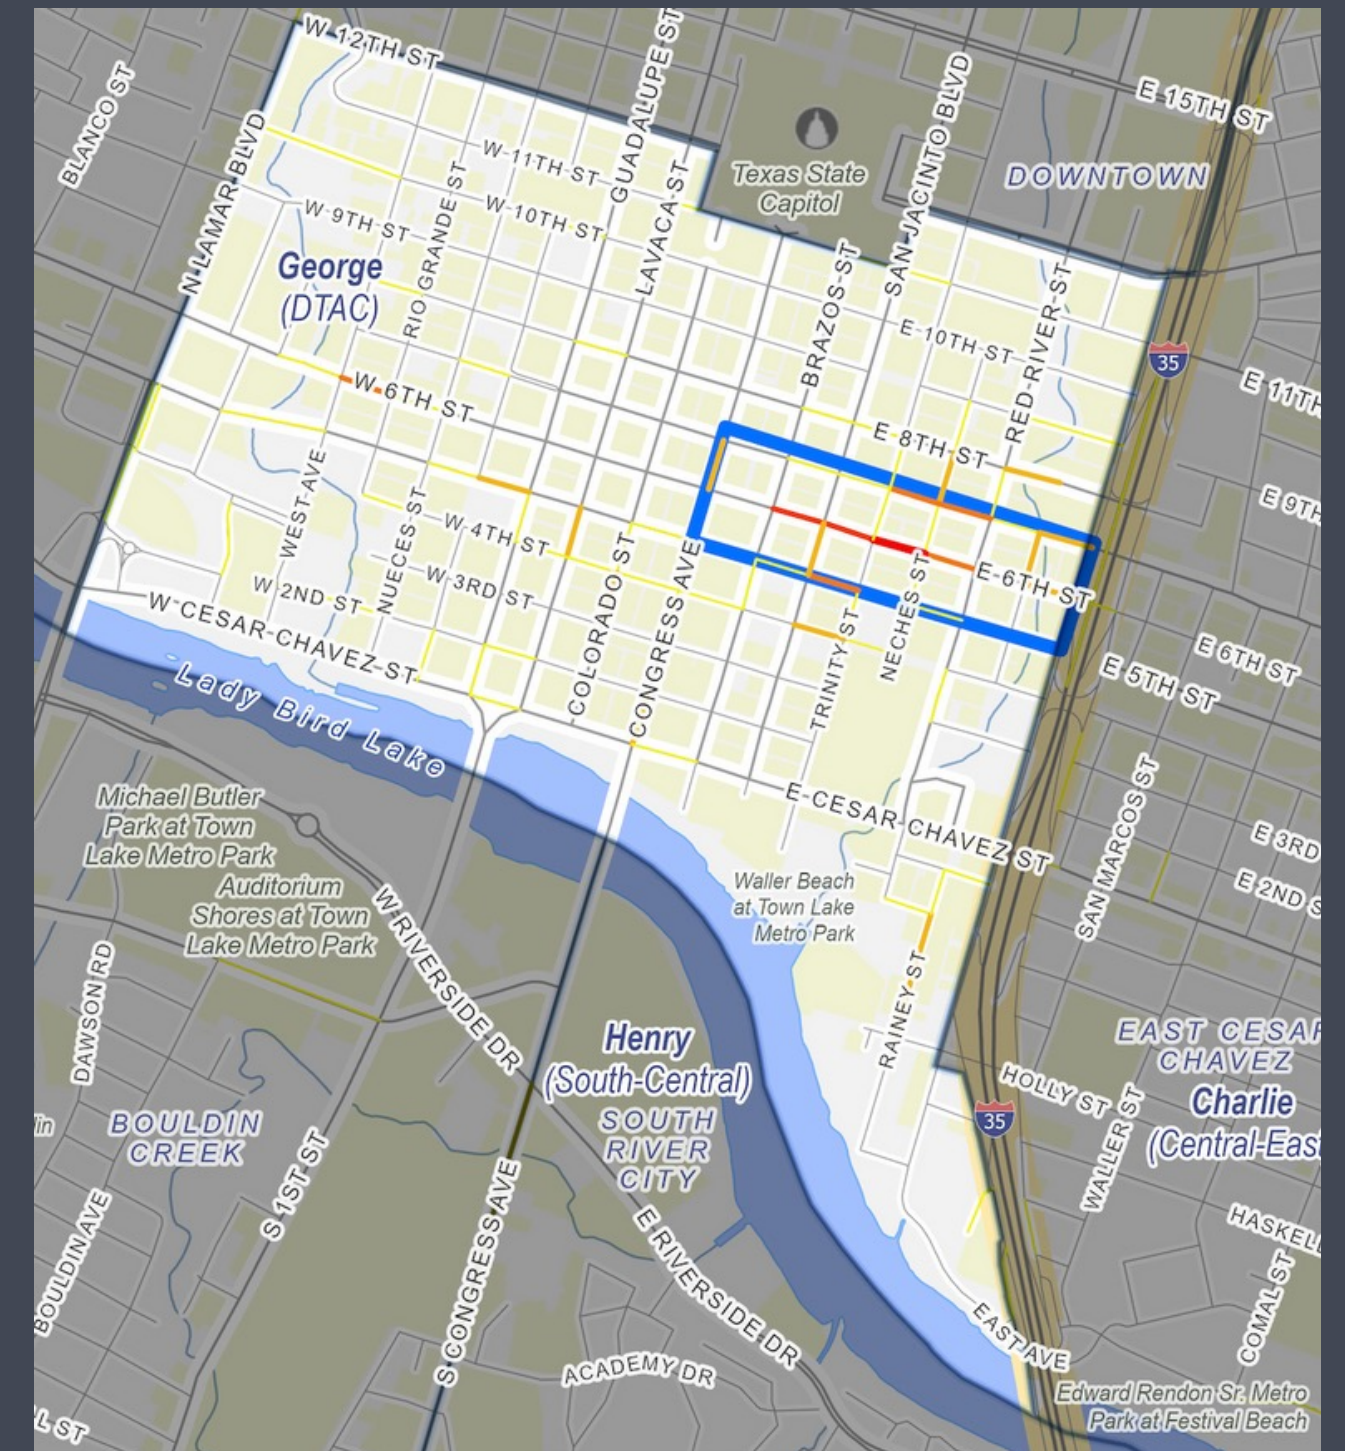 W 12TH ST
GUADALUPE ST
SAN JACINTO BLVD
E 15TH ST
BLANCO ST
N LAMAR BLVD
W 11TH ST
Texas State
Capitol
DOWNTOWN
LAVACA ST
W 10TH ST
W 9TH ST
RIO GRANDE ST
George
(DTAC)
BRAZOS ST
E 10TH ST
RED RIVER ST
35
E 11TH
W 6TH ST
E 8TH ST
WEST AVE
NUECES ST
W 4TH ST
E 9TH
COLORADO ST
CONGRESS AVE
E 6TH ST
W 3RD ST
W 2ND ST
NECHES ST
TRINITY ST
W CESAR CHAVEZ ST
E 6TH ST
E 5TH ST
Lady Bird Lake
Michael Butler
Park at Town
Lake Metro Park
E CESAR CHAVEZ ST
SAN MARCOS ST
E 3RD
E 2ND S
Auditorium
Shores at Town
Lake Metro Park
Waller Beach
at Town Lake
Metro Park
W RIVERSIDE DR
DAWSON RD
RAINEY ST
Henry
(South-Central)
SOUTH
RIVER
CITY
EAST CESAR
CHAVEZ
Charlie
(Central-East
HOLLY ST
35
WALLER ST
lin
BOULDIN
CREEK
S 1ST ST
BOULDIN AVE
S CONGRESS AVE
E RIVERSIDE DR
HASKELL
COMAL ST
EAST AVE
ACADEMY DR
Edward Rendon Sr. Metro
Park at Festival Beach
L ST